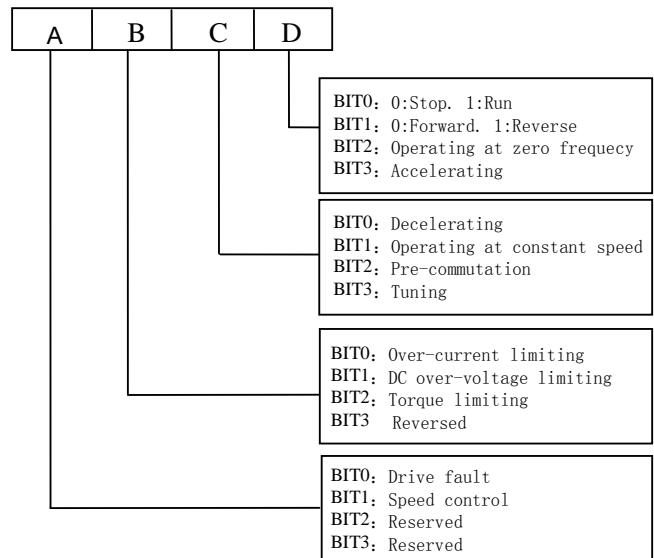 A B C D
BIT0：0:Stop. 1:Run
BIT1：0:Forward. 1:Reverse
BIT2：Operating at zero frequecy
BIT3：Accelerating
BIT0：Decelerating
BIT1：Operating at constant speed
BIT2：Pre-commutation
BIT3：Tuning
BIT0：Over-current limiting
BIT1：DC over-voltage limiting
BIT2：Torque limiting
BIT3 Reversed
BIT0：Drive fault
BIT1：Speed control
BIT2：Reserved
BIT3：Reserved